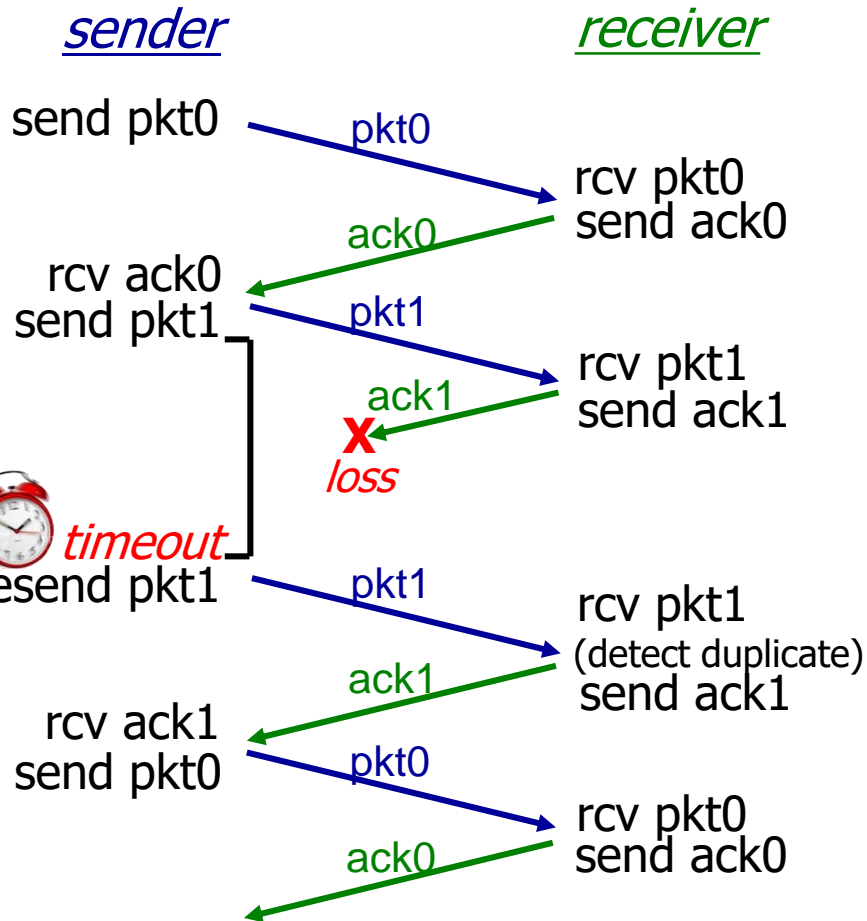 sender
receiver
send pkt0
pkt0
rcv pkt0
send ack0
ack0
rcv ack0
send pkt1
pkt1
rcv pkt1
send ack1
ack1
X
loss
timeout
esend pkt1
pkt1
rcv pkt1
(detect duplicate)
send ack1
ack1
rcv ack1
send pkt0
pkt0
rcv pkt0
send ack0
ack0